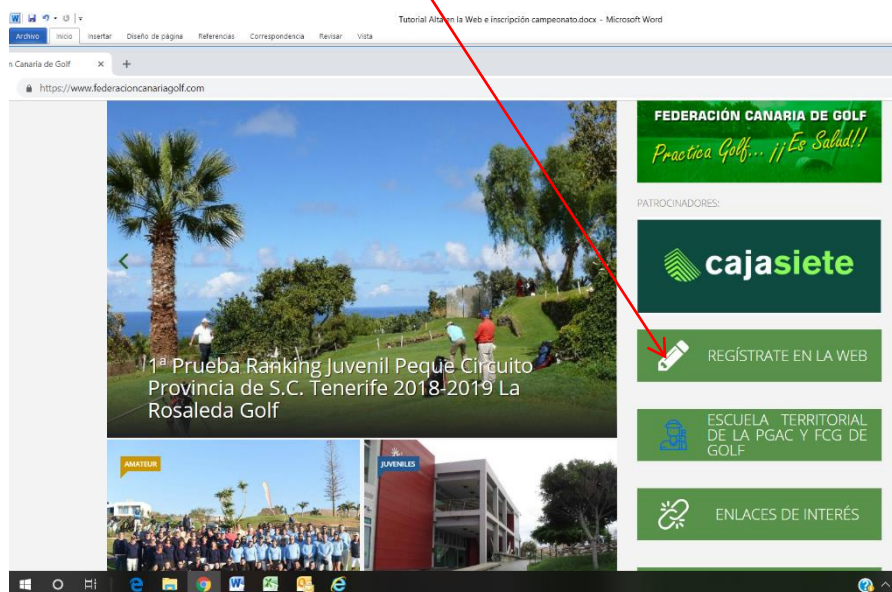 Tutorial Alta en la Web e inscripción campeonato.docx - Microsoft Word
Archivo Inicio Insertar Diseño de página Referencias Correspondencia Revisar Vista
n Canaria de Golf × +
https://www.federacioncanariagolf.com
FEDERACIÓN CANARIA DE GOLF
Practica Golf... ¡¡Es Salud!!
PATROCINADORES:
cajasiete
1ª Prueba Ranking Juvenil Peque Circuito
Provincia de S.C. Tenerife 2018-2019 La
Rosaleda Golf
REGÍSTRATE EN LA WEB
ESCUELA TERRITORIAL
DE LA PGAC Y FCG DE
GOLF
AMATEUR
JUVENILES
ENLACES DE INTERÉS